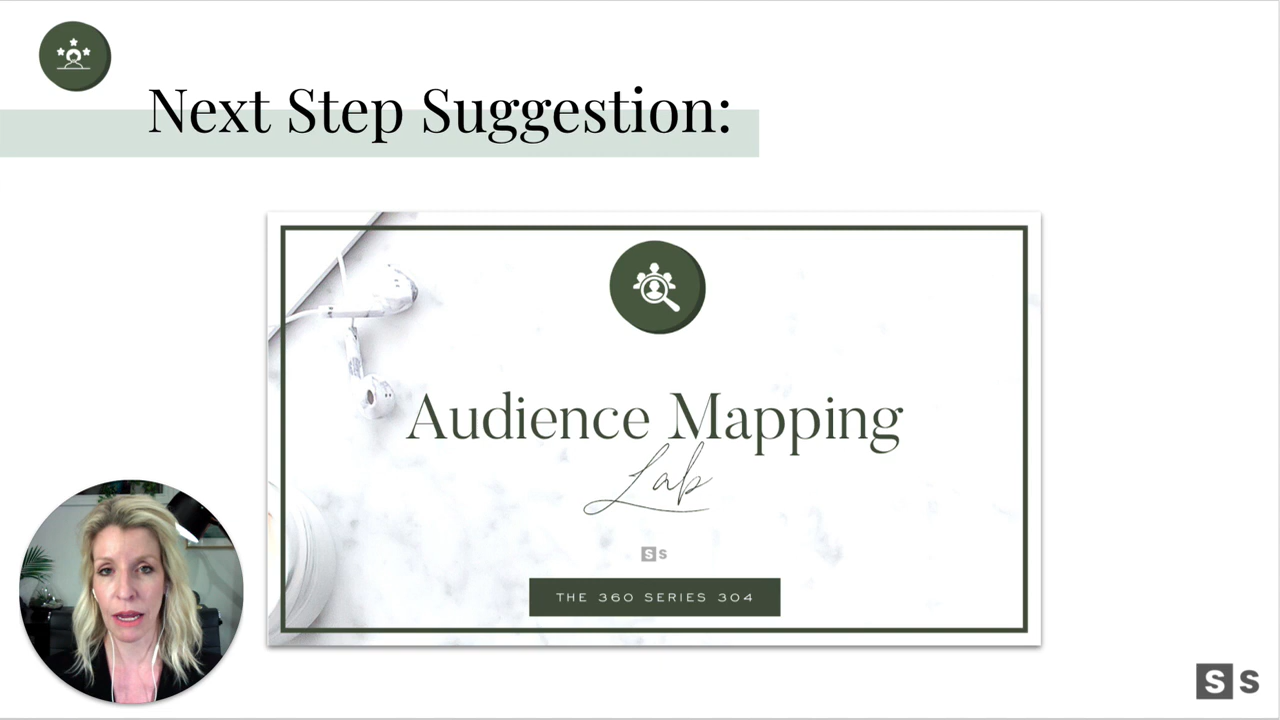 Next Step Suggestion:
Audience Mapping
Lab
S S
THE 360 SERIES 304
S S